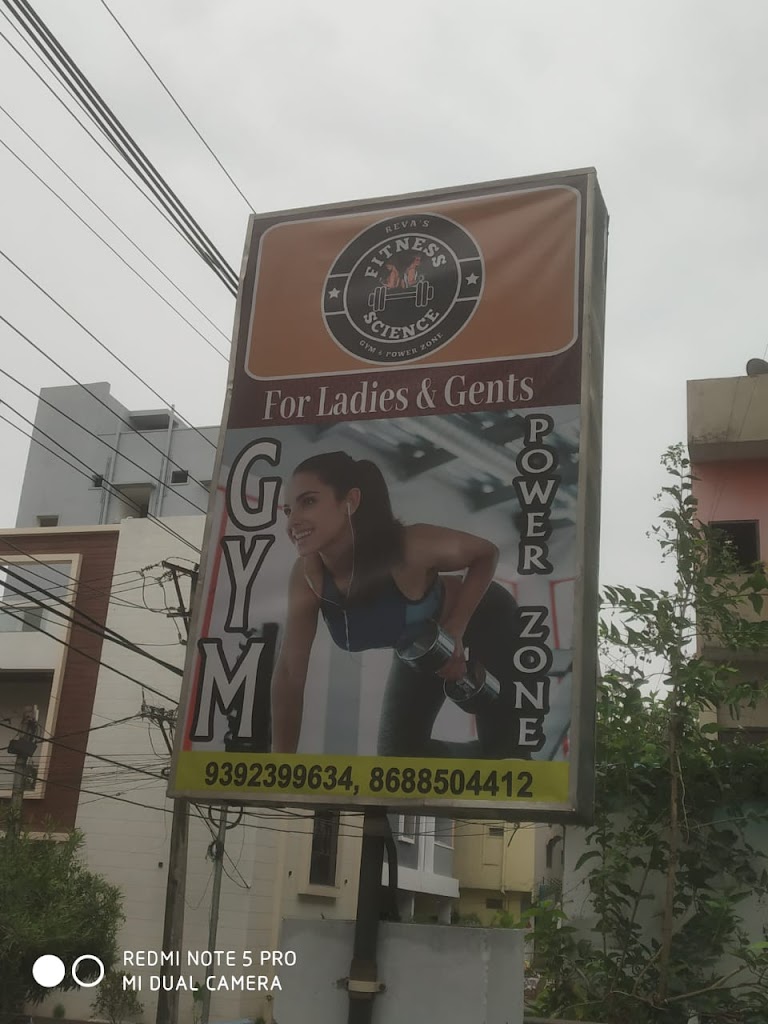 REVA'S
FITNESS
SCIENCE
GYM & POWER ZONE
For Ladies & Gents
GYM
POWER ZONE
9392399634, 8688504412
REDMI NOTE 5 PRO
MI DUAL CAMERA